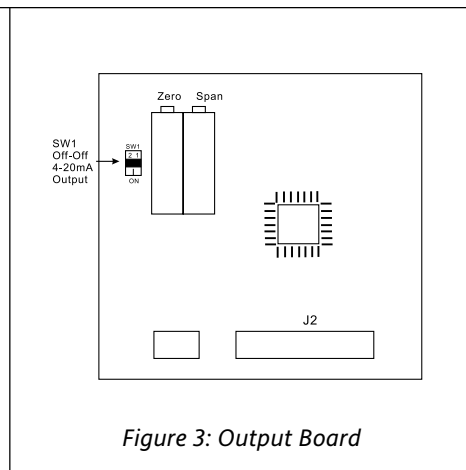 Zero Span
SW1
Off-Off
4-20mA
Output
SW1
2 1
ON
J2
Figure 3: Output Board